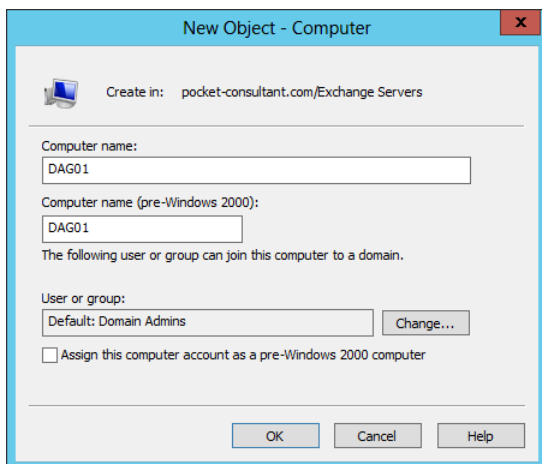 New Object - Computer
x
Create in: pocket-consultant.com/Exchange Servers
Computer name:
DAG01
Computer name (pre-Windows 2000):
DAG01
The following user or group can join this computer to a domain.
User or group:
Default: Domain Admins
Change...
Assign this computer account as a pre-Windows 2000 computer
OK Cancel Help